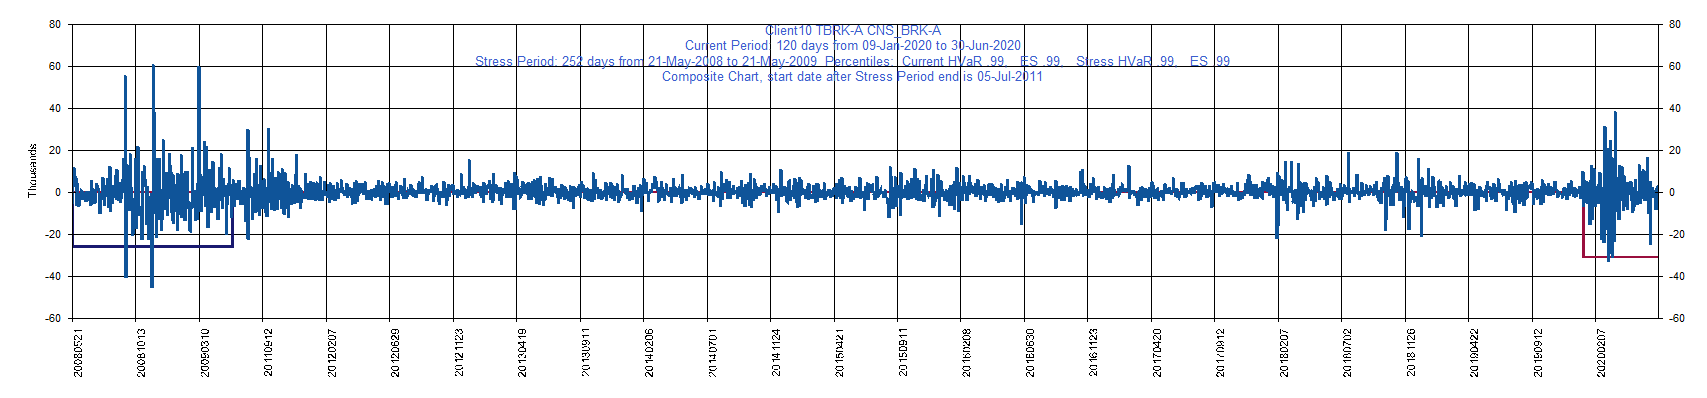 Client10 TBRK-A CNS_BRK-A
Current Period: 120 days from 09-Jan-2020 to 30-Jun-2020
Stress Period: 252 days from 21-May-2008 to 21-May-2009 Percentiles: Current HVaR .99, ES .99, Stress HVaR .99, ES .99
Composite Chart, start date after Stress Period end is 05-Jul-2011
Thousands
80 80
60 60
40 40
20 20
0 0
-20 -20
-40 -40
-60 -60
20080521 20081013 20090310 20110912 20120207 20120629 20121123 20130419 20130911 20140206 20140701 20141124 20150421 20150911 20160208 20160630 20161123 20170420 20170912 20180207 20180702 20181126 20190422 20190912 20200207